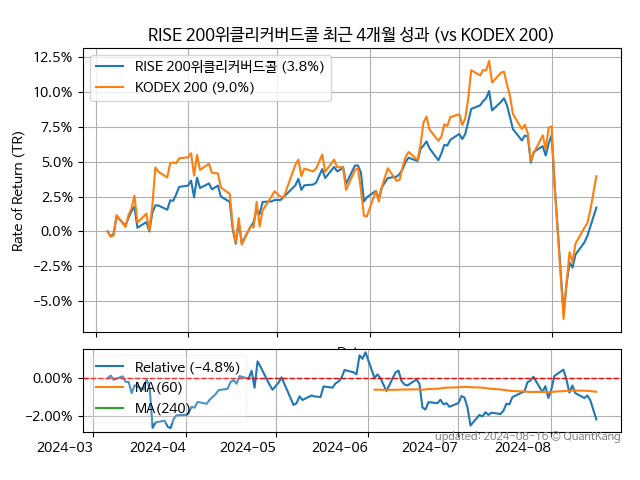 RISE 200위클리커버드콜 최근 4개월 성과 (vs KODEX 200)
Rate of Return (TR)
12.5%
10.0%
7.5%
5.0%
2.5%
0.0%
−2.5%
−5.0%
RISE 200위클리커버드콜 (3.8%)
KODEX 200 (9.0%)
0.00%
−2.00%
Relative (−4.8%)
MA(60)
MA(240)
2024−03
2024−04
2024−05
2024−06
2024−07
2024−08
updated: 2024−08−16 © QuantKang